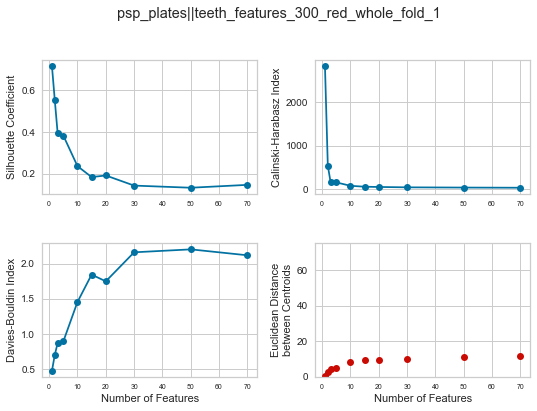 psp_plates||teeth_features_300_red_whole_fold_1
Silhouette Coefficient
0.6
0.4
0.2
0 10 20 30 40 50 60 70
Calinski-Harabasz Index
2000
1000
0
0 10 20 30 40 50 60 70
Davies-Bouldin Index
2.0
1.5
1.0
0.5
0 10 20 30 40 50 60 70
Number of Features
Euclidean Distance
between Centroids
60
40
20
0
0 10 20 30 40 50 60 70
Number of Features